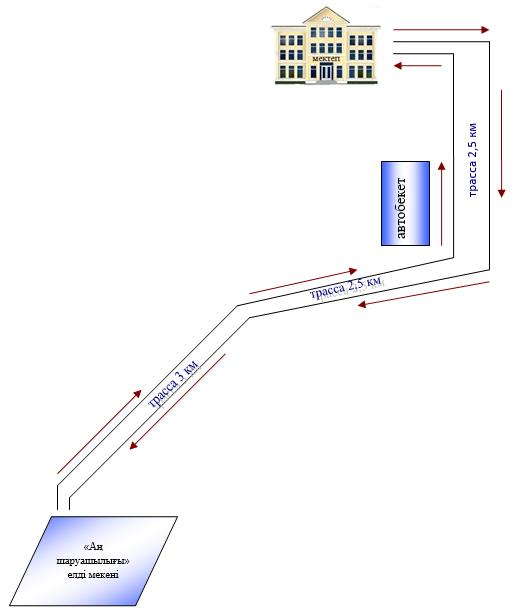 мектеп
трасса 2,5 км
автобекет
трасса 2,5 км
трасса 3 км
«Аң
шаруашылығы»
елді мекені